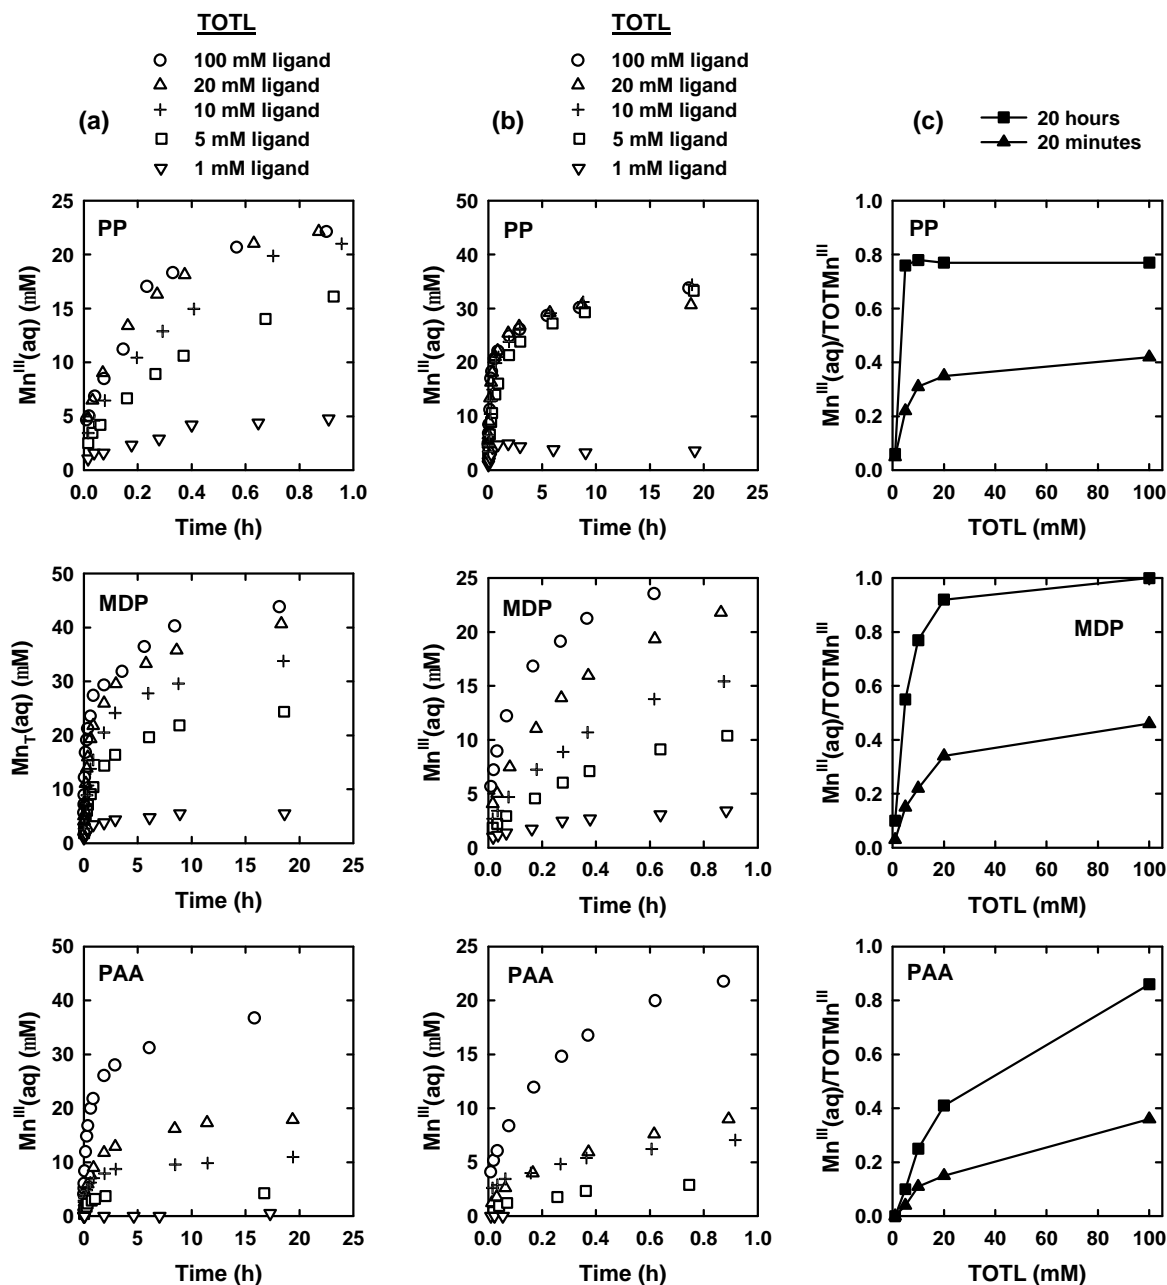 TOTL
100 mM ligand
20 mM ligand
10 mM ligand
5 mM ligand
1 mM ligand
(a)
TOTL
100 mM ligand
20 mM ligand
10 mM ligand
5 mM ligand
1 mM ligand
(b)
(c)
20 hours
20 minutes
PP
Mn^III(aq) (mM)
25
20
15
10
5
0
0.0 0.2 0.4 0.6 0.8 1.0
Time (h)
PP
Mn^III(aq) (mM)
50
40
30
20
10
0
0 5 10 15 20 25
Time (h)
PP
Mn^III(aq)/TOTMn^III
1.0
0.8
0.6
0.4
0.2
0.0
0 20 40 60 80 100
TOTL (mM)
MDP
Mn_T(aq) (mM)
50
40
30
20
10
0
0 5 10 15 20 25
Time (h)
MDP
Mn^III(aq) (mM)
25
20
15
10
5
0
0.0 0.2 0.4 0.6 0.8 1.0
Time (h)
MDP
Mn^III(aq)/TOTMn^III
1.0
0.8
0.6
0.4
0.2
0.0
0 20 40 60 80 100
TOTL (mM)
PAA
Mn^III(aq) (mM)
50
40
30
20
10
0
0 5 10 15 20 25
Time (h)
PAA
Mn^III(aq) (mM)
25
20
15
10
5
0
0.0 0.2 0.4 0.6 0.8 1.0
Time (h)
PAA
Mn^III(aq)/TOTMn^III
1.0
0.8
0.6
0.4
0.2
0.0
0 20 40 60 80 100
TOTL (mM)